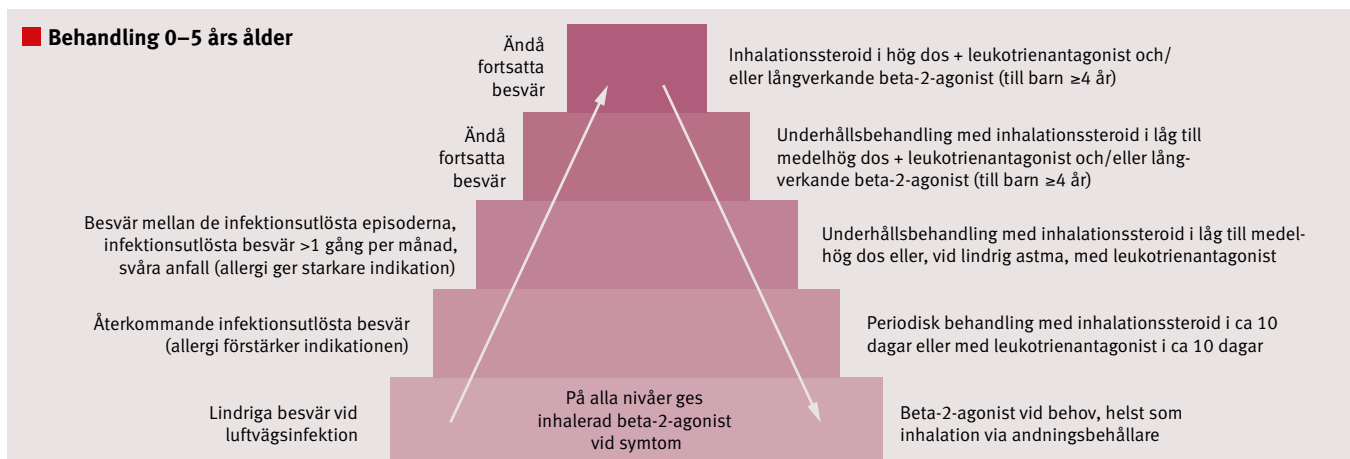 Behandling 0–5 års ålder
Ändå
fortsatta
besvär
Inhalationssteroid i hög dos + leukotrienantagonist och/
eller långverkande beta-2-agonist (till barn ≥4 år)
Ändå
fortsatta
besvär
Underhållsbehandling med inhalationssteroid i låg till
medelhög dos + leukotrienantagonist och/eller lång-
verkande beta-2-agonist (till barn ≥4 år)
Besvär mellan de infektionsutlösta episoderna,
infektionsutlösta besvär >1 gång per månad,
svåra anfall (allergi ger starkare indikation)
Underhållsbehandling med inhalationssteroid i låg till medel-
hög dos eller, vid lindrig astma, med leukotrienantagonist
Återkommande infektionsutlösta besvär
(allergi förstärker indikationen)
Periodisk behandling med inhalationssteroid i ca 10
dagar eller med leukotrienantagonist i ca 10 dagar
Lindriga besvär vid
luftvägsinfektion
På alla nivåer ges
inhalerad beta-2-agonist
vid symtom
Beta-2-agonist vid behov, helst som
inhalation via andningsbehållare